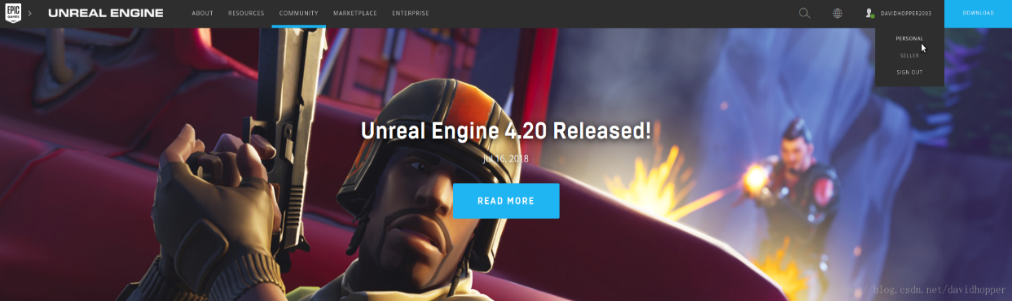 EPIC GAMES
UNREAL ENGINE
ABOUT RESOURCES COMMUNITY MARKETPLACE ENTERPRISE
DAVIDHOPPER2003
DOWNLOAD
PERSONAL
SELLER
SIGN OUT
Unreal Engine 4.20 Released!
Jul 16, 2018
READ MORE
blog.csdn.net/davidhopper